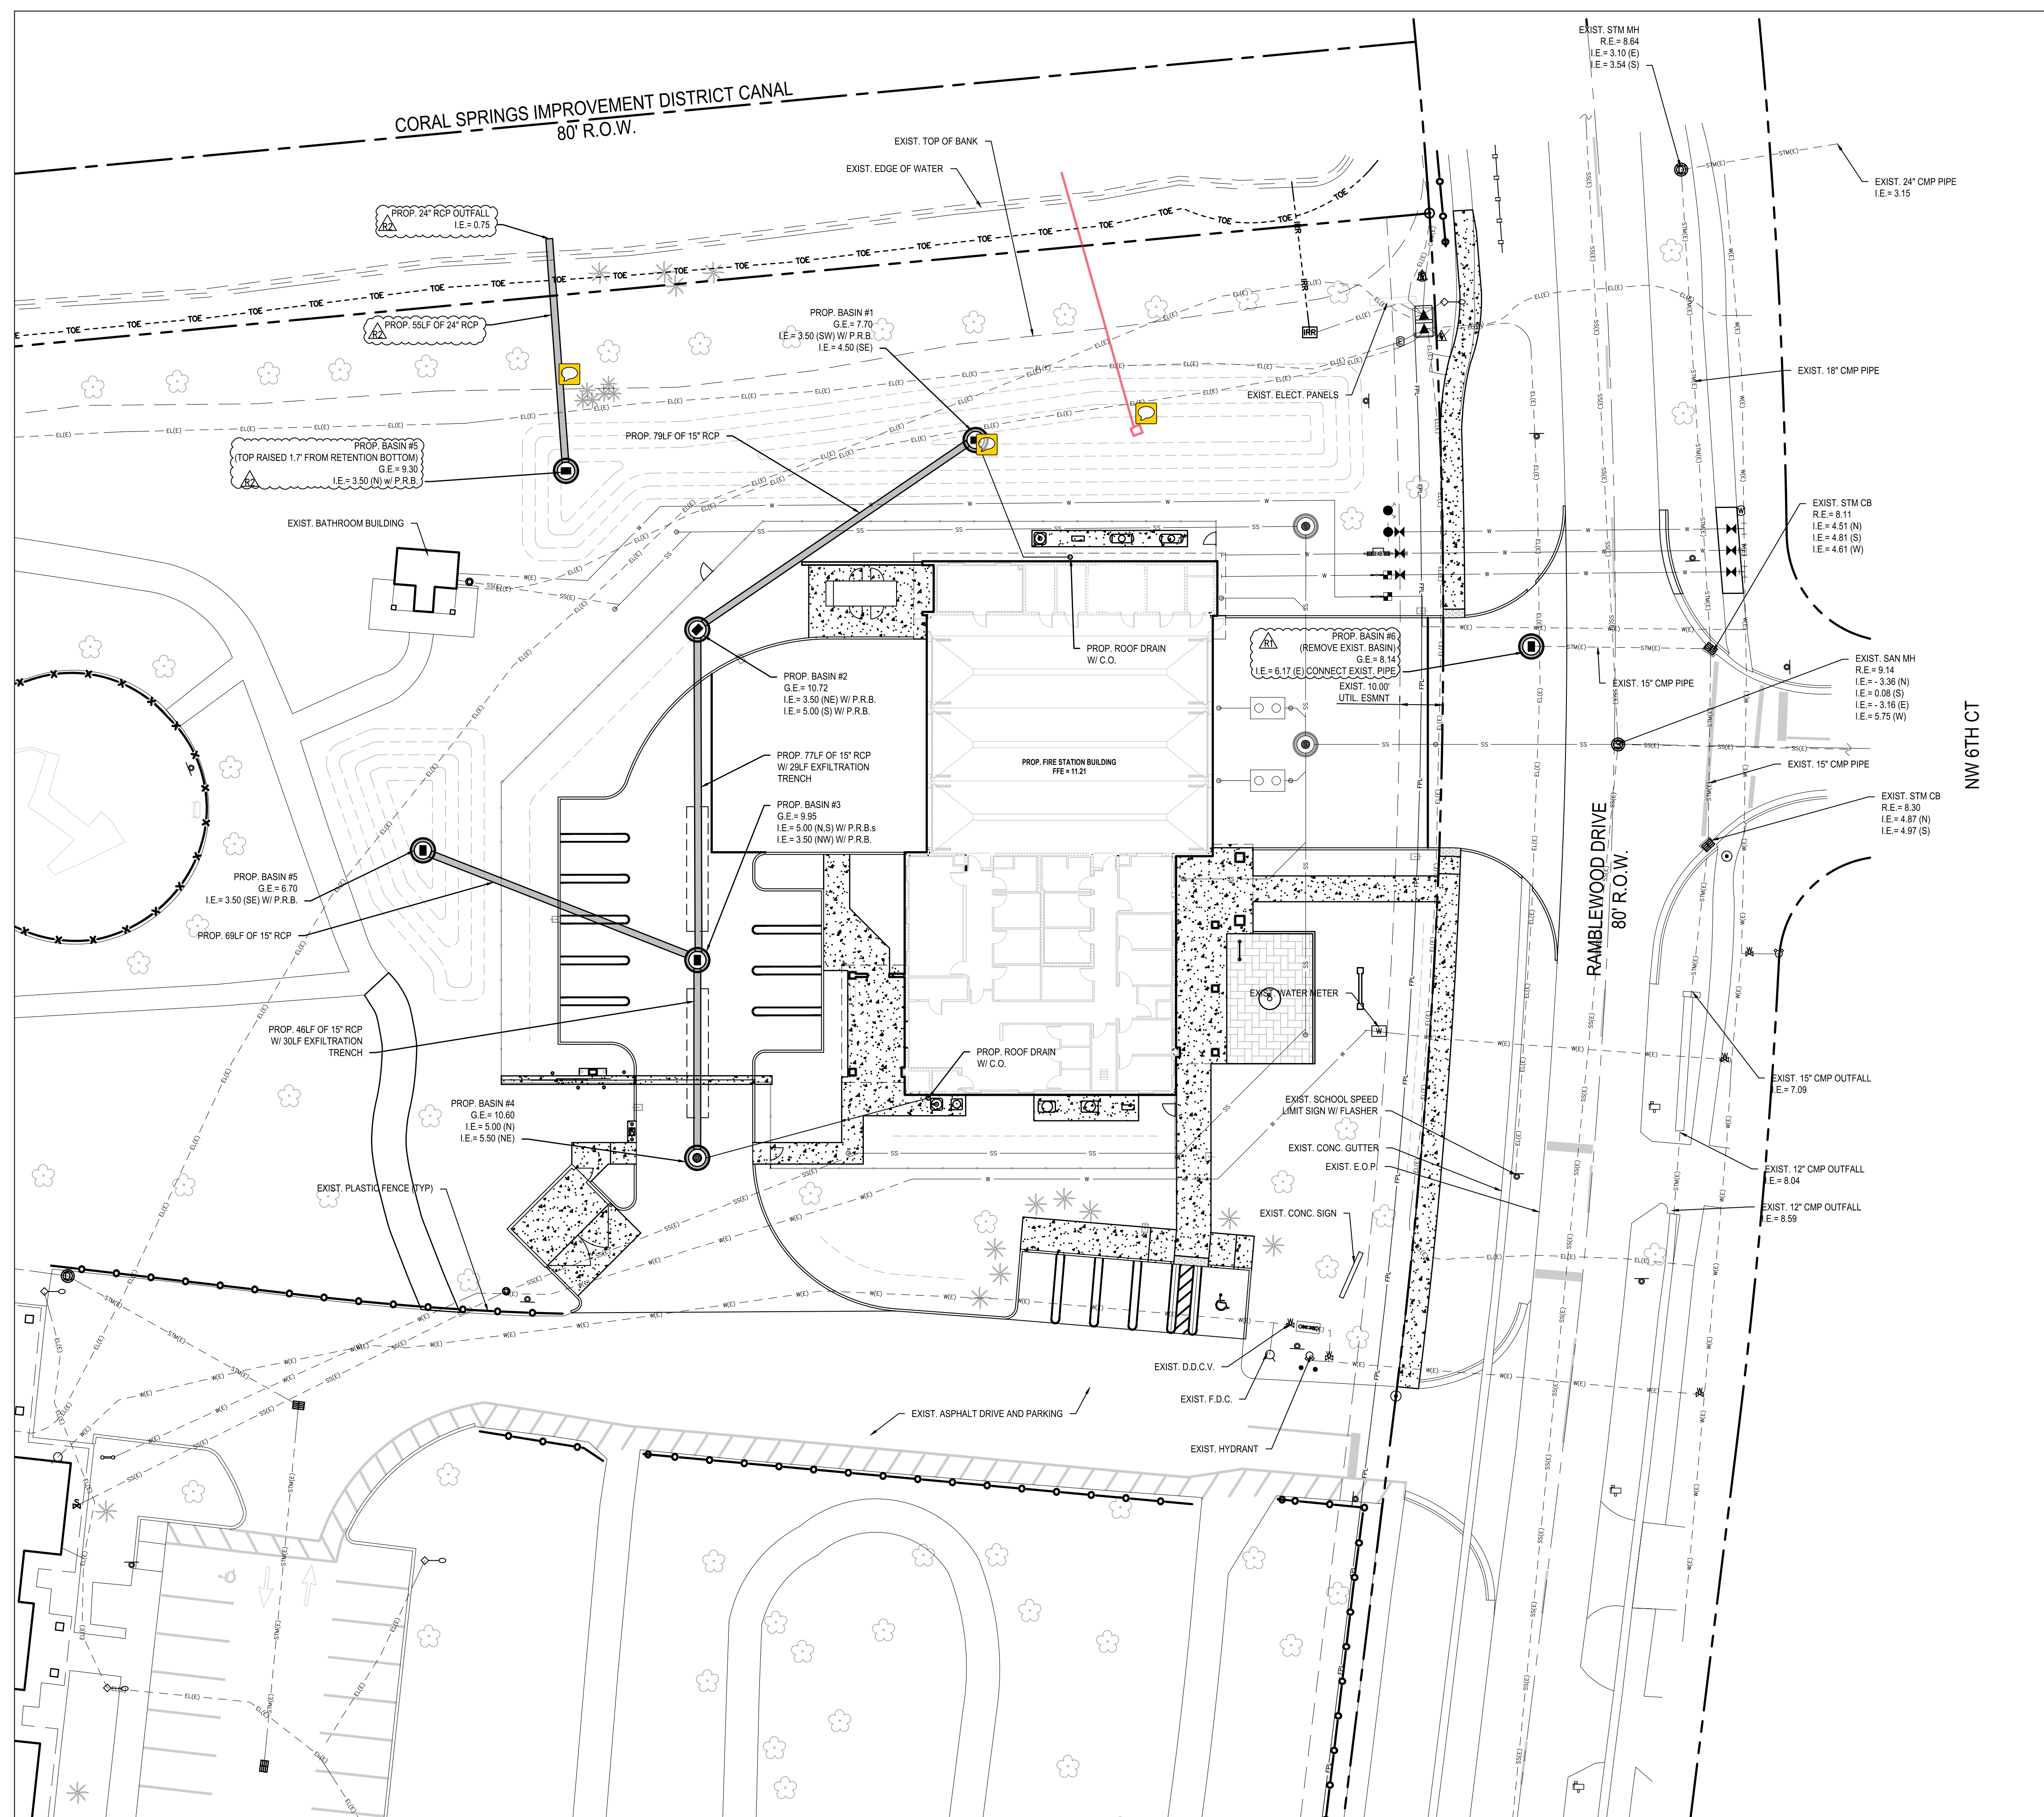 EXIST. STM MH
R.E.= 8.64
I.E.= 3.10 (E)
I.E.= 3.54 (S)
CORAL SPRINGS IMPROVEMENT DISTRICT CANAL
80' R.O.W.
EXIST. TOP OF BANK
EXIST. EDGE OF WATER
EXIST. 24" CMP PIPE
I.E.= 3.15
PROP. 24" RCP OUTFALL
I.E.= 0.75
R2
PROP. 55LF OF 24" RCP
R2
PROP. BASIN #1
G.E.= 7.70
I.E.= 3.50 (SW) W/ P.R.B.
I.E.= 4.50 (SE)
IRR
EXIST. 18" CMP PIPE
EXIST. ELECT. PANELS
PROP. 79LF OF 15" RCP
PROP. BASIN #5
(TOP RAISED 1.7' FROM RETENTION BOTTOM)
G.E.= 9.30
I.E.= 3.50 (N) w/ P.R.B.
R2
EXIST. BATHROOM BUILDING
EXIST. STM CB
R.E.= 8.11
I.E.= 4.51 (N)
I.E.= 4.81 (S)
I.E.= 4.61 (W)
PROP. ROOF DRAIN
W/ C.O.
R1
PROP. BASIN #6
(REMOVE EXIST. BASIN)
G.E.= 8.14
I.E.= 6.17 (E) CONNECT EXIST. PIPE
EXIST. 10.00'
UTIL. ESMNT
EXIST. 15" CMP PIPE
EXIST. SAN MH
R.E.= 9.14
I.E.= - 3.36 (N)
I.E.= 0.08 (S)
I.E.= - 3.16 (E)
I.E.= 5.75 (W)
PROP. BASIN #2
G.E.= 10.72
I.E.= 3.50 (NE) W/ P.R.B.
I.E.= 5.00 (S) W/ P.R.B.
NW 6TH CT
PROP. 77LF OF 15" RCP
W/ 29LF EXFILTRATION
TRENCH
PROP. FIRE STATION BUILDING
FFE = 11.21
EXIST. 15" CMP PIPE
PROP. BASIN #3
G.E.= 9.95
I.E.= 5.00 (N,S) W/ P.R.B.s
I.E.= 3.50 (NW) W/ P.R.B.
EXIST. STM CB
R.E.= 8.30
I.E.= 4.87 (N)
I.E.= 4.97 (S)
RAMBLEWOOD DRIVE
80' R.O.W.
PROP. BASIN #5
G.E.= 6.70
I.E.= 3.50 (SE) W/ P.R.B.
PROP. 69LF OF 15" RCP
EXIST. WATER METER
PROP. 46LF OF 15" RCP
W/ 30LF EXFILTRATION
TRENCH
PROP. ROOF DRAIN
W/ C.O.
EXIST. 15" CMP OUTFALL
I.E.= 7.09
PROP. BASIN #4
G.E.= 10.60
I.E.= 5.00 (N)
I.E.= 5.50 (NE)
EXIST. SCHOOL SPEED
LIMIT SIGN W/ FLASHER
EXIST. CONC. GUTTER
EXIST. E.O.P.
EXIST. 12" CMP OUTFALL
I.E.= 8.04
EXIST. PLASTIC FENCE (TYP)
EXIST. CONC. SIGN
EXIST. 12" CMP OUTFALL
I.E.= 8.59
EXIST. D.D.C.V.
EXIST. F.D.C.
EXIST. ASPHALT DRIVE AND PARKING
EXIST. HYDRANT